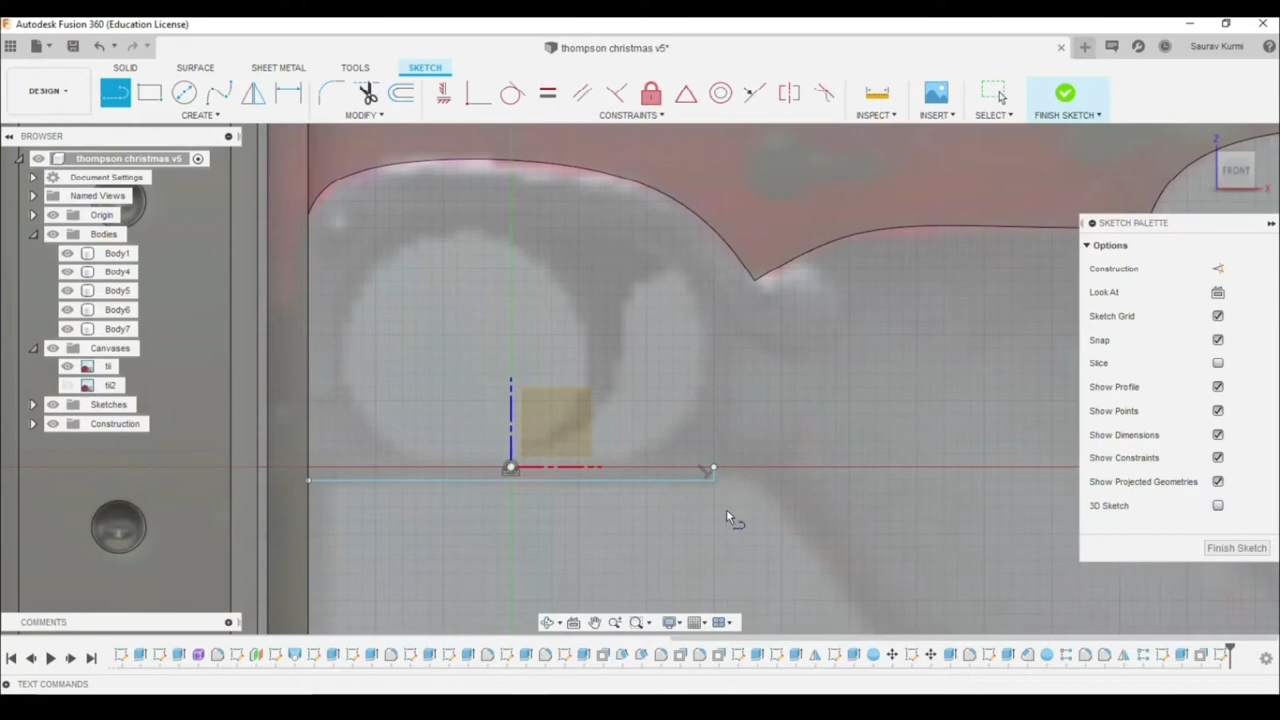 Autodesk Fusion 360 (Education License)
thompson christmas v5*
Saurav Kurmi
DESIGN
SOLID SURFACE SHEET METAL TOOLS SKETCH
CREATE MODIFY CONSTRAINTS INSPECT INSERT SELECT FINISH SKETCH
BROWSER
thompson christmas v5
Document Settings
Named Views
Origin
Bodies
Body1
Body4
Body5
Body6
Body7
Canvases
Sketches
Construction
Z
FRONT
X
SKETCH PALETTE
Options
Construction
Look At
Sketch Grid
Snap
Slice
Show Profile
Show Points
Show Dimensions
Show Constraints
Show Projected Geometries
3D Sketch
Finish Sketch
COMMENTS
TEXT COMMANDS